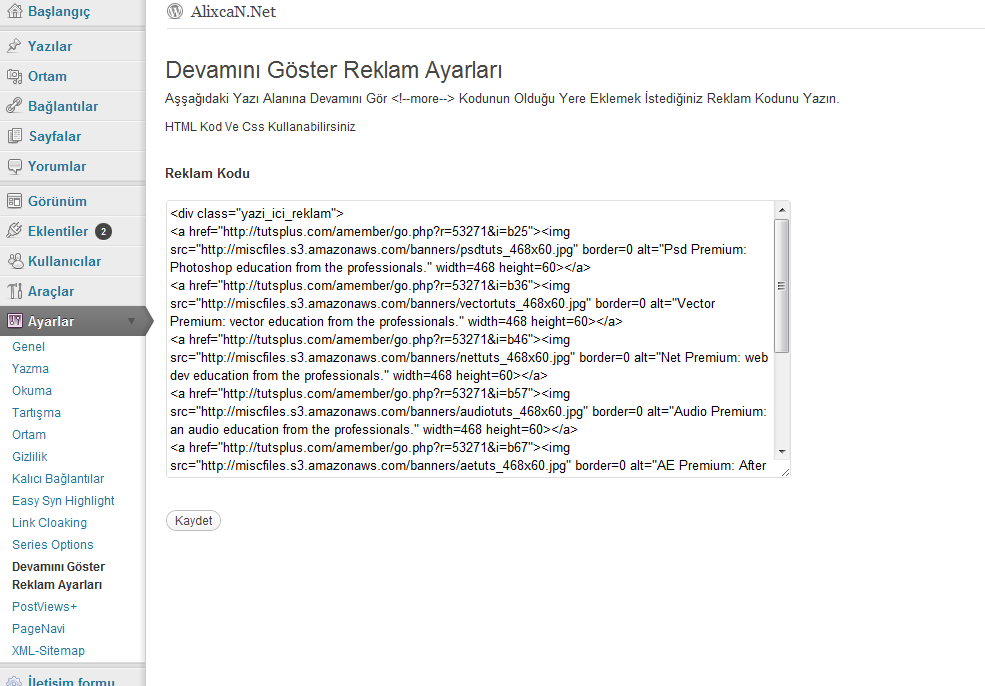 Başlangıç
Yazılar
Ortam
Bağlantılar
Sayfalar
Yorumlar
Görünüm
Eklentiler 2
Kullanıcılar
Araçlar
Ayarlar
Genel
Yazma
Okuma
Tartışma
Ortam
Gizlilik
Kalıcı Bağlantılar
Easy Syn Highlight
Link Cloaking
Series Options
Devamını Göster
Reklam Ayarları
PostViews+
PageNavi
XML-Sitemap
İletişim formu
AlixcaN.Net
Devamını Göster Reklam Ayarları
Aşşağıdaki Yazı Alanına Devamını Gör <!--more--> Kodunun Olduğu Yere Eklemek İstediğiniz Reklam Kodunu Yazın.
HTML Kod Ve Css Kullanabilirsiniz
Reklam Kodu
<div class="yazi_ici_reklam">
<a href="http://tutsplus.com/amember/go.php?r=53271&i=b25"><img
src="http://miscfiles.s3.amazonaws.com/banners/psdtuts_468x60.jpg" border=0 alt="Psd Premium:
Photoshop education from the professionals." width=468 height=60></a>
<a href="http://tutsplus.com/amember/go.php?r=53271&i=b36"><img
src="http://miscfiles.s3.amazonaws.com/banners/vectortuts_468x60.jpg" border=0 alt="Vector
Premium: vector education from the professionals." width=468 height=60></a>
<a href="http://tutsplus.com/amember/go.php?r=53271&i=b46"><img
src="http://miscfiles.s3.amazonaws.com/banners/nettuts_468x60.jpg" border=0 alt="Net Premium: web
dev education from the professionals." width=468 height=60></a>
<a href="http://tutsplus.com/amember/go.php?r=53271&i=b57"><img
src="http://miscfiles.s3.amazonaws.com/banners/audiotuts_468x60.jpg" border=0 alt="Audio Premium:
an audio education from the professionals." width=468 height=60></a>
<a href="http://tutsplus.com/amember/go.php?r=53271&i=b67"><img
src="http://miscfiles.s3.amazonaws.com/banners/aetuts_468x60.jpg" border=0 alt="AE Premium: After
Kaydet